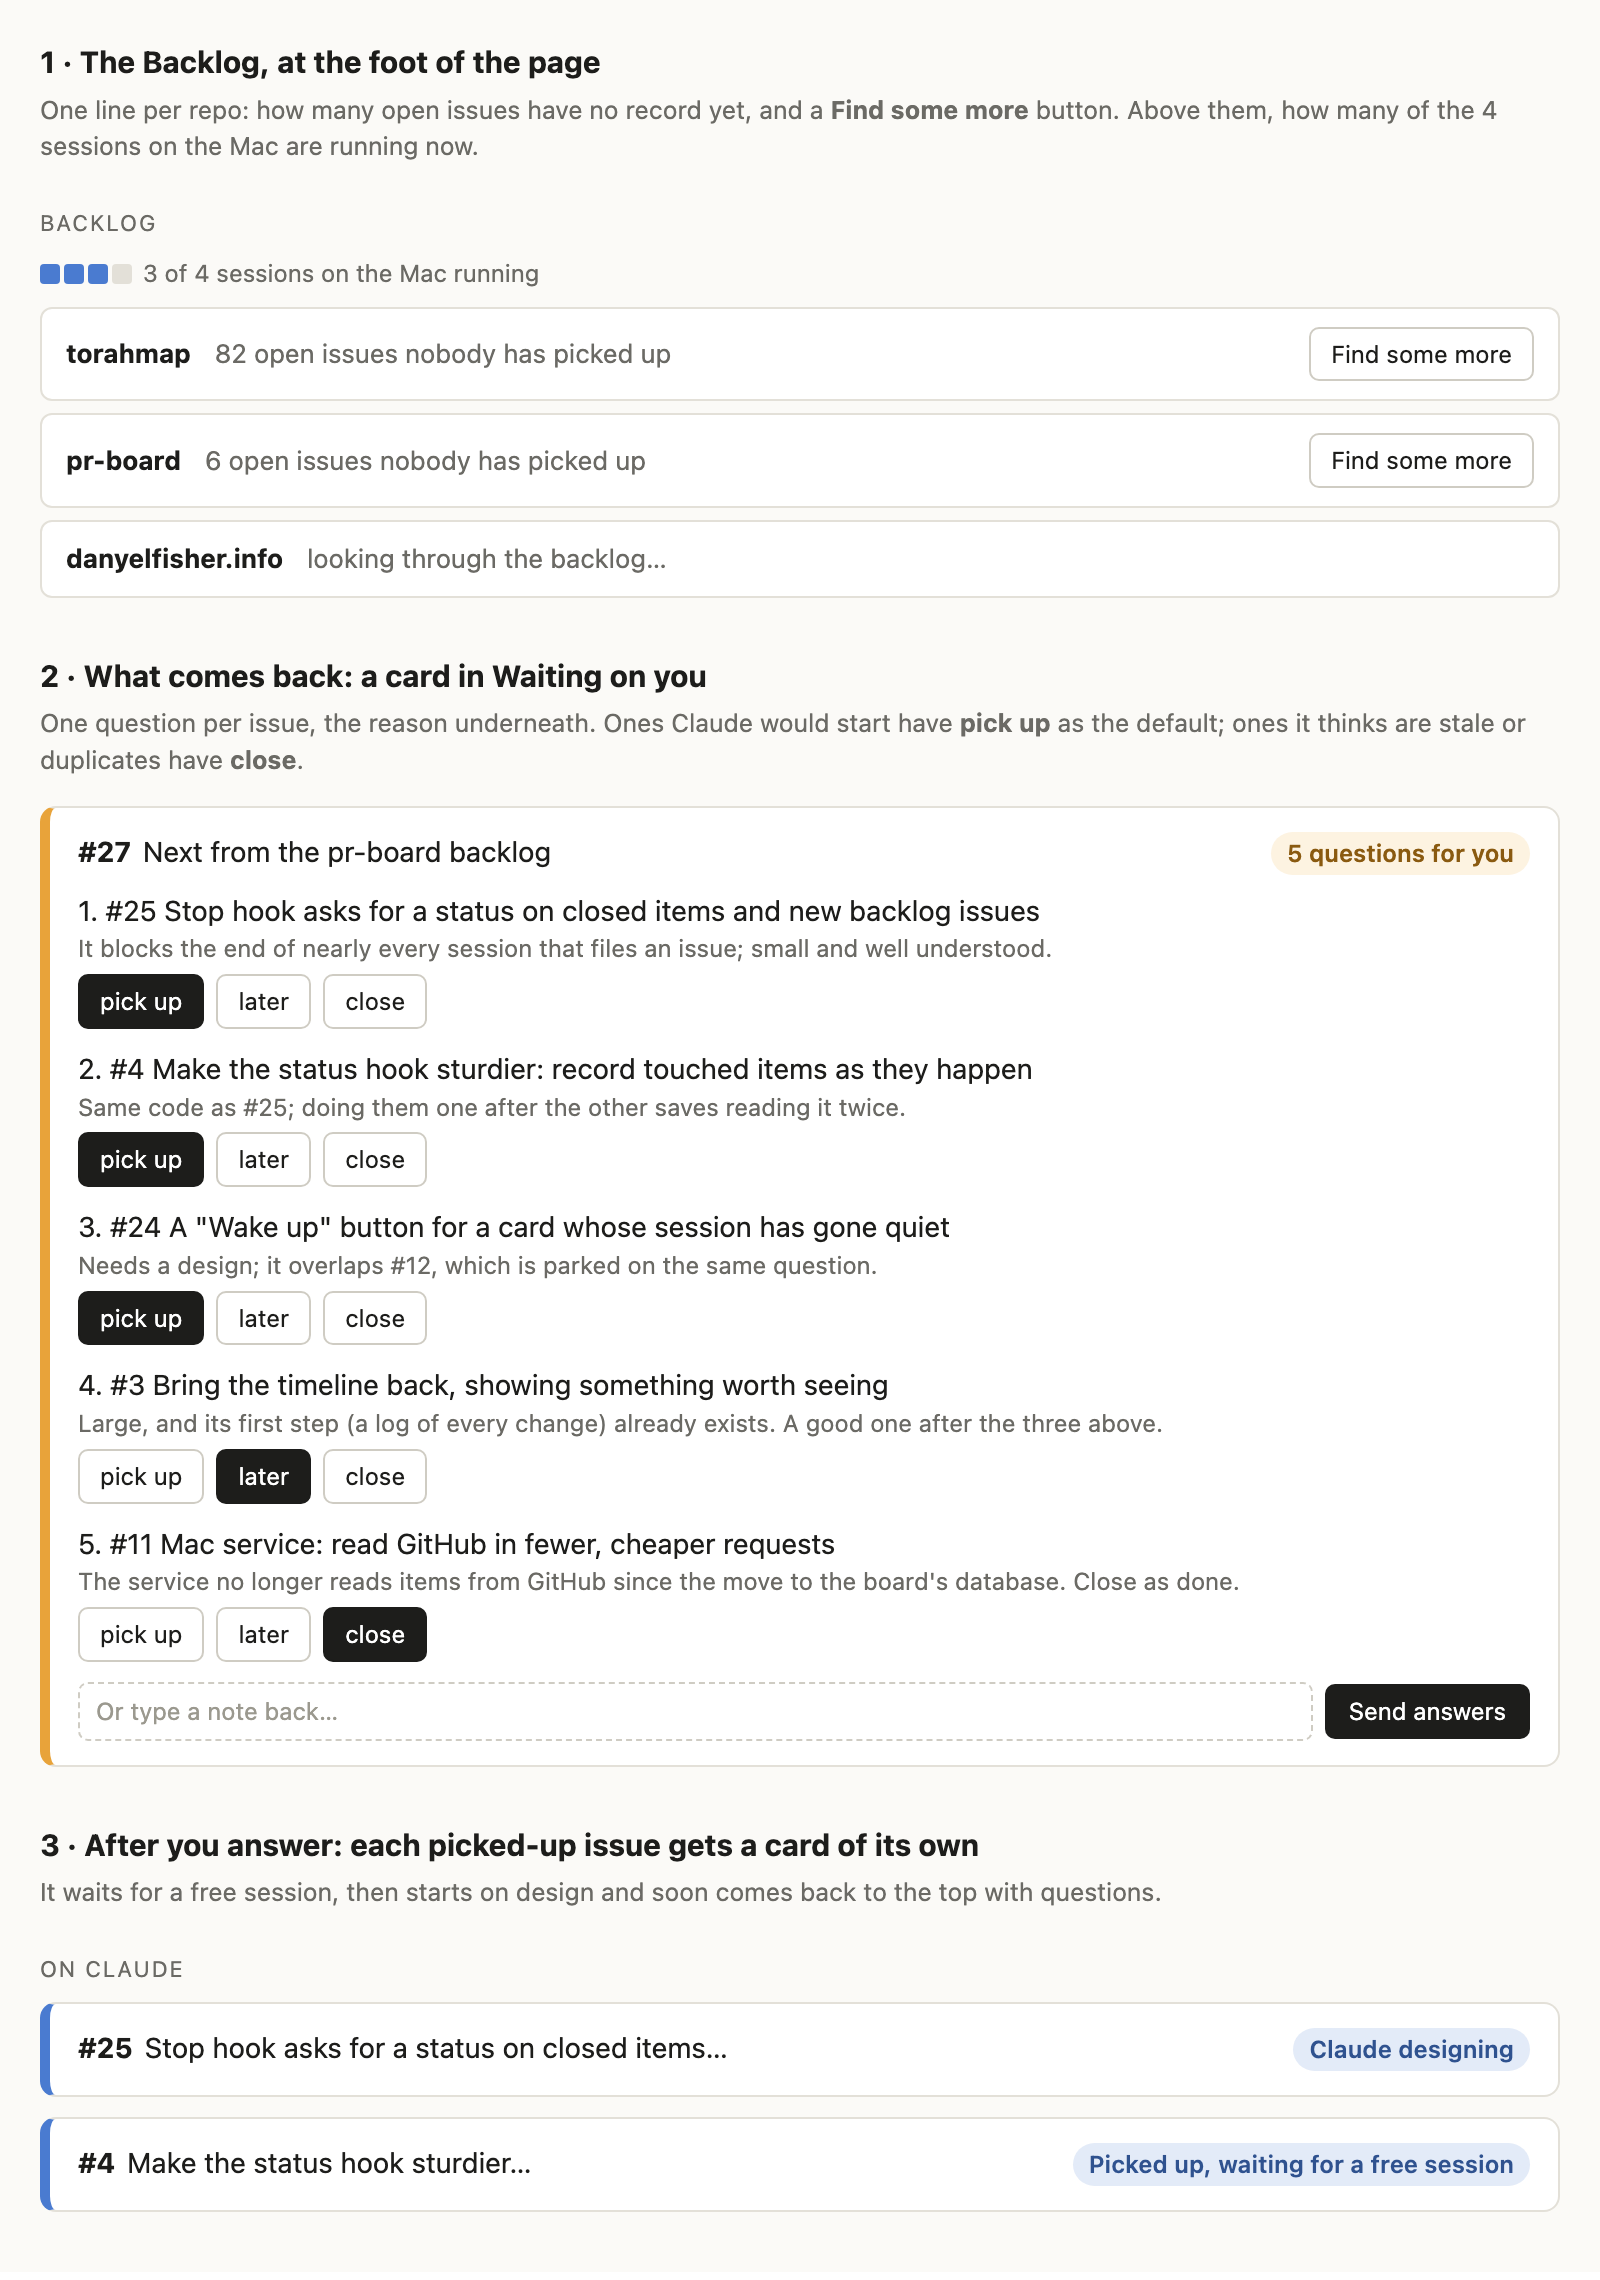 1 · The Backlog, at the foot of the page
One line per repo: how many open issues have no record yet, and a Find some more button. Above them, how many of the 4
sessions on the Mac are running now.
BACKLOG
3 of 4 sessions on the Mac running
torahmap 82 open issues nobody has picked up Find some more
pr-board 6 open issues nobody has picked up Find some more
danyelfisher.info looking through the backlog...
2 · What comes back: a card in Waiting on you
One question per issue, the reason underneath. Ones Claude would start have pick up as the default; ones it thinks are stale or
duplicates have close.
#27 Next from the pr-board backlog 5 questions for you
1. #25 Stop hook asks for a status on closed items and new backlog issues
It blocks the end of nearly every session that files an issue; small and well understood.
pick up later close
2. #4 Make the status hook sturdier: record touched items as they happen
Same code as #25; doing them one after the other saves reading it twice.
pick up later close
3. #24 A "Wake up" button for a card whose session has gone quiet
Needs a design; it overlaps #12, which is parked on the same question.
pick up later close
4. #3 Bring the timeline back, showing something worth seeing
Large, and its first step (a log of every change) already exists. A good one after the three above.
pick up later close
5. #11 Mac service: read GitHub in fewer, cheaper requests
The service no longer reads items from GitHub since the move to the board's database. Close as done.
pick up later close
Or type a note back... Send answers
3 · After you answer: each picked-up issue gets a card of its own
It waits for a free session, then starts on design and soon comes back to the top with questions.
ON CLAUDE
#25 Stop hook asks for a status on closed items... Claude designing
#4 Make the status hook sturdier... Picked up, waiting for a free session